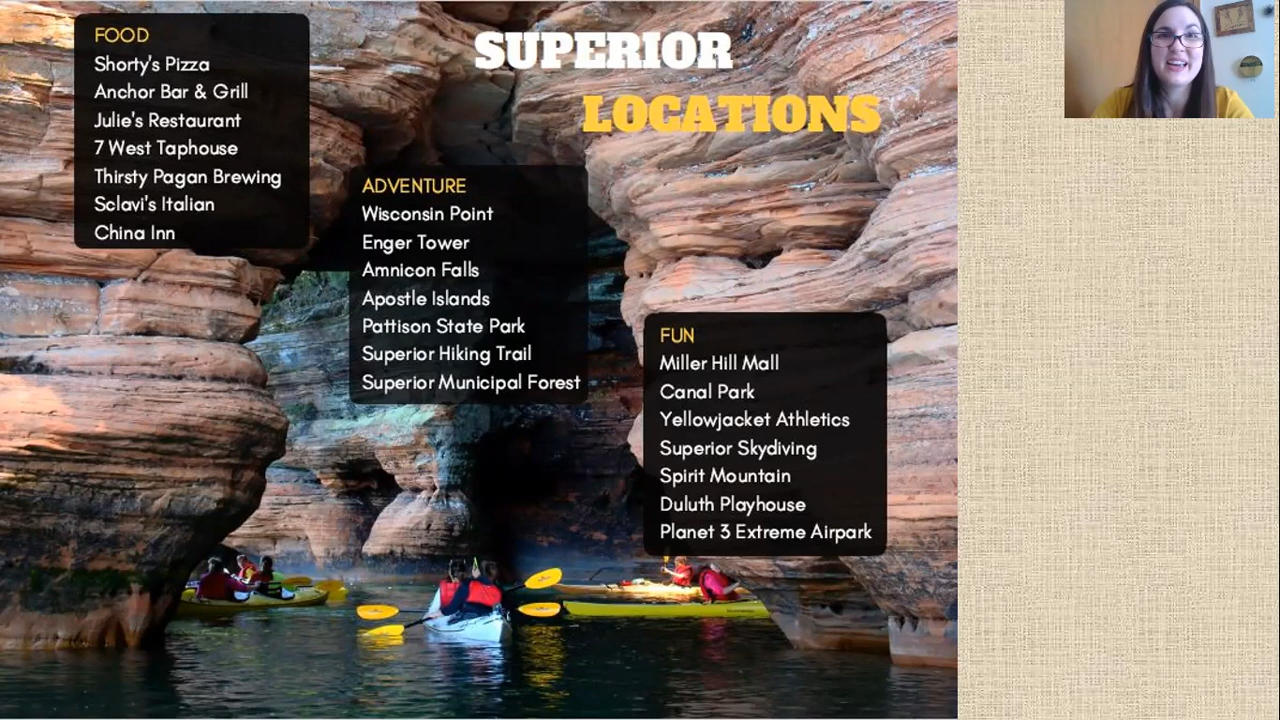 SUPERIOR
LOCATIONS
FOOD
Shorty's Pizza
Anchor Bar & Grill
Julie's Restaurant
7 West Taphouse
Thirsty Pagan Brewing
Sclavi's Italian
China Inn
ADVENTURE
Wisconsin Point
Enger Tower
Amnicon Falls
Apostle Islands
Pattison State Park
Superior Hiking Trail
Superior Municipal Forest
FUN
Miller Hill Mall
Canal Park
Yellowjacket Athletics
Superior Skydiving
Spirit Mountain
Duluth Playhouse
Planet 3 Extreme Airpark